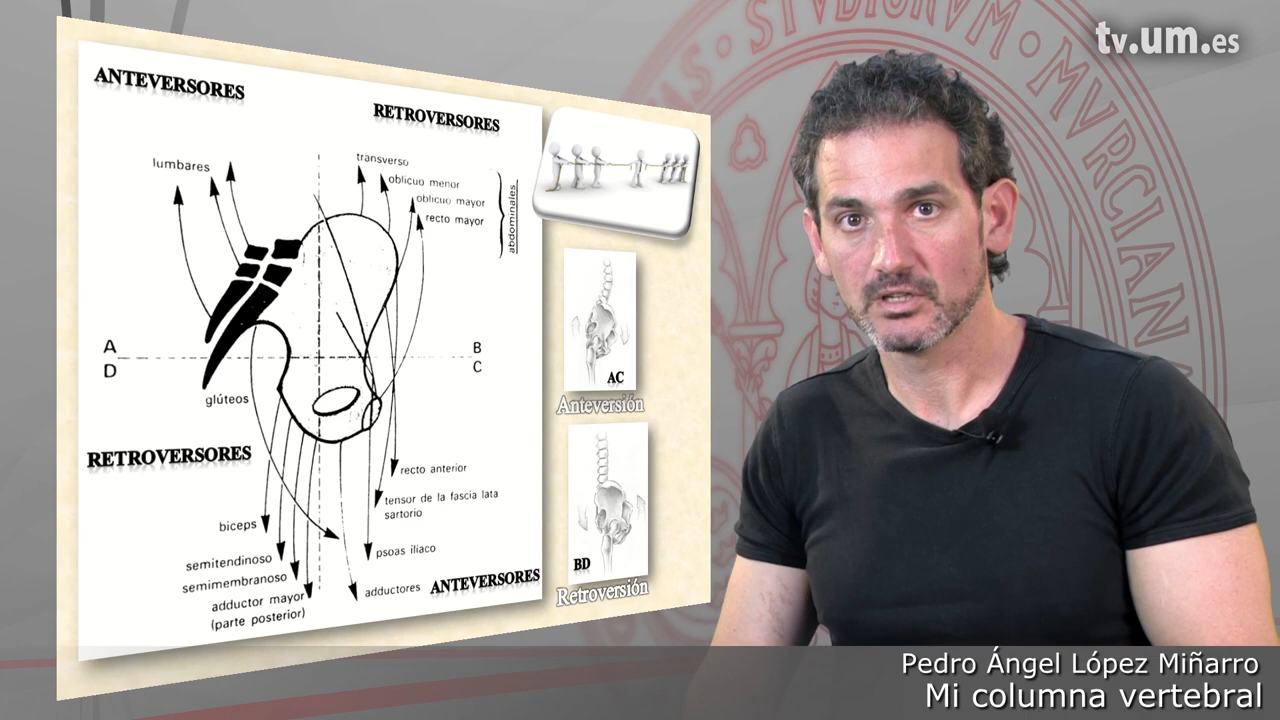 tv.um.es
STVDIORVM
MVRCIANA
ANTEVERSORES
RETROVERSORES
lumbares
transverso
oblicuo menor
oblicuo mayor
recto mayor
abdominales
A
D
B
C
glúteos
RETROVERSORES
recto anterior
tensor de la fascia lata
sartorio
biceps
psoas iliaco
semitendinoso
semimembranoso
adductor mayor
(parte posterior)
adductores
ANTEVERSORES
AC
Anteversión
BD
Retroversión
Pedro Ángel López Miñarro
Mi columna vertebral